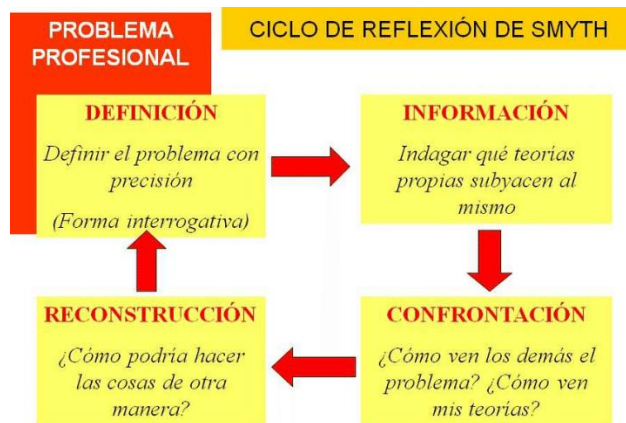 PROBLEMA
PROFESIONAL
CICLO DE REFLEXIÓN DE SMYTH
DEFINICIÓN
Definir el problema con
precisión
(Forma interrogativa)
INFORMACIÓN
Indagar qué teorías
propias subyacen al
mismo
RECONSTRUCCIÓN
¿Cómo podría hacer
las cosas de otra
manera?
CONFRONTACIÓN
¿Cómo ven los demás el
problema? ¿Cómo ven
mis teorías?